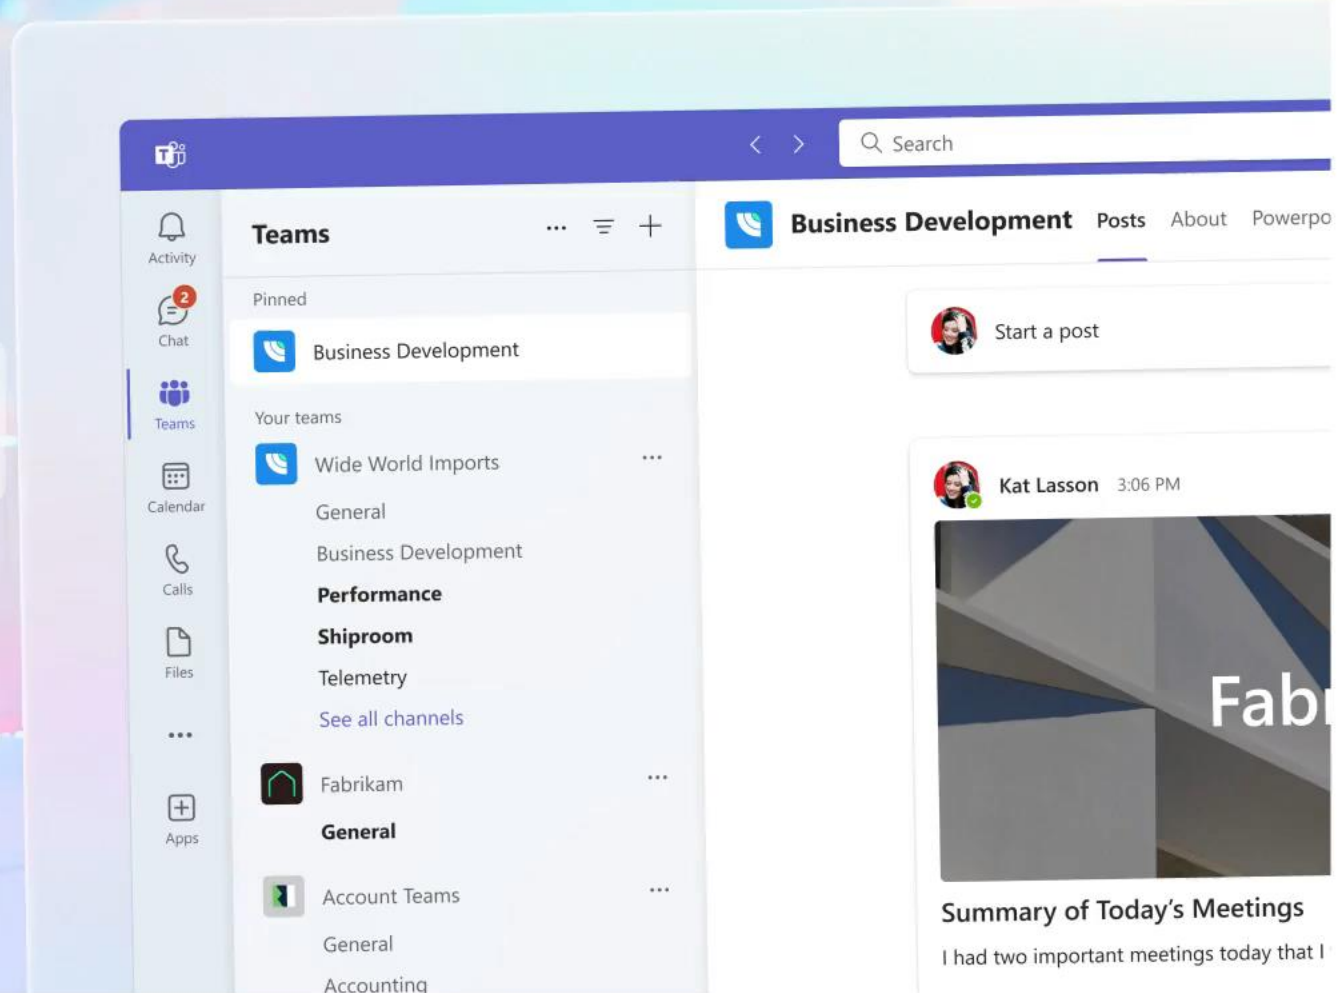 Search
Activity
2
Chat
Teams
Calendar
Calls
Files
Apps
Teams
Pinned
Business Development
Your teams
Wide World Imports
General
Business Development
Performance
Shiproom
Telemetry
See all channels
Fabrikam
General
Account Teams
General
Accounting
Business Development Posts About Powerpo
Start a post
Kat Lasson 3:06 PM
Fab
Summary of Today's Meetings
I had two important meetings today that I